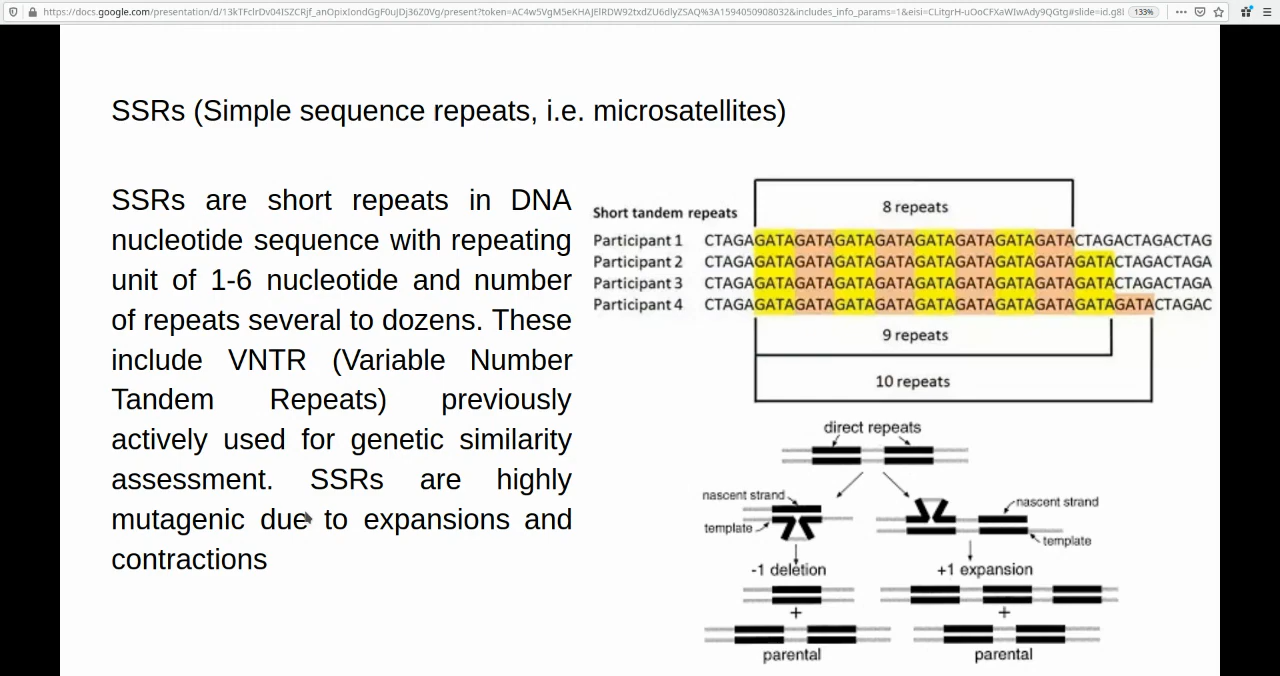 133%
SSRs (Simple sequence repeats, i.e. microsatellites)
SSRs are short repeats in DNA
nucleotide sequence with repeating
unit of 1-6 nucleotide and number
of repeats several to dozens. These
include VNTR (Variable Number
Tandem Repeats) previously
actively used for genetic similarity
assessment. SSRs are highly
mutagenic due to expansions and
contractions
8 repeats
Short tandem repeats
Participant 1 CTAGAGATAGATAGATAGATAGATAGATAGATAGATACTAGACTAGACTAG
Participant 2 CTAGAGATAGATAGATAGATAGATAGATAGATAGATAGATACTAGACTAGA
Participant 3 CTAGAGATAGATAGATAGATAGATAGATAGATAGATAGATACTAGACTAGA
Participant 4 CTAGAGATAGATAGATAGATAGATAGATAGATAGATAGATAGATACTAGAC
9 repeats
10 repeats
direct repeats
nascent strand
template
nascent strand
template
-1 deletion
+1 expansion
+
+
parental
parental